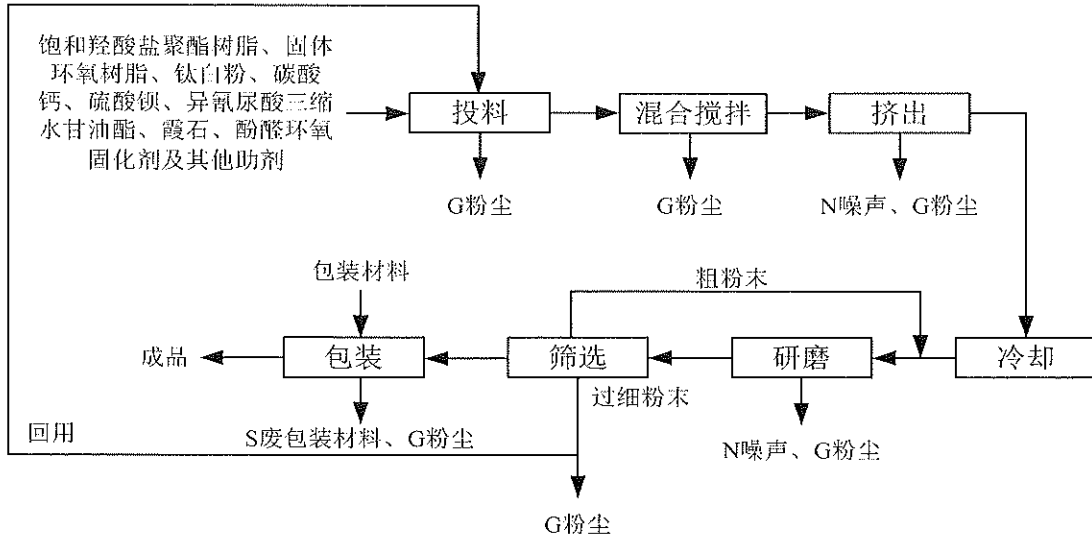 饱和羟酸盐聚酯树脂、固体
环氧树脂、钛白粉、碳酸
钙、硫酸钡、异氰尿酸三缩
水甘油酯、霞石、酚醛环氧
固化剂及其他助剂
投料
混合搅拌
挤出
G粉尘
G粉尘
N噪声、G粉尘
包装材料
粗粉末
成品
包装
筛选
研磨
冷却
过细粉末
回用
S废包装材料、G粉尘
N噪声、G粉尘
G粉尘